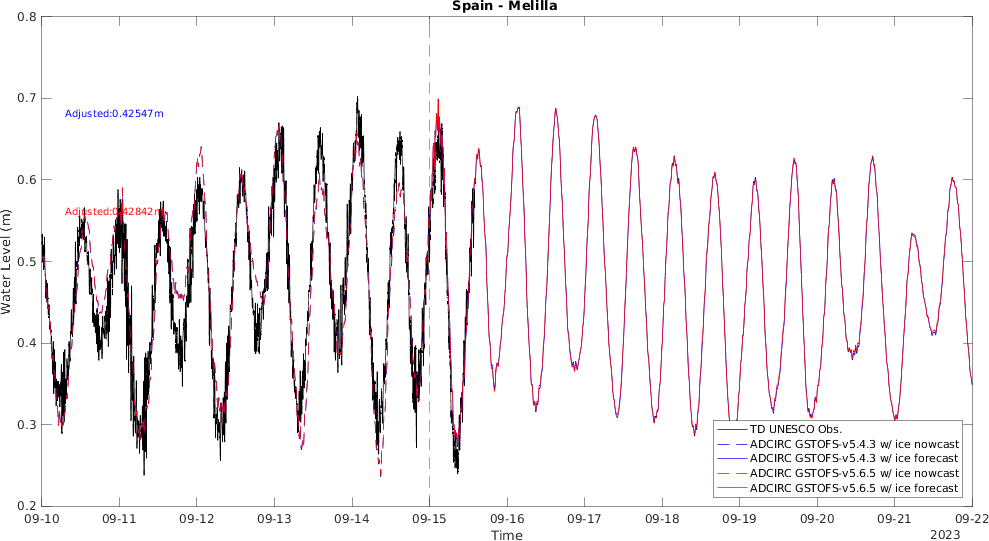 Spain - Melilla
0.8
0.7
0.6
0.5
0.4
0.3
0.2
Water Level (m)
Adjusted:0.42547m
Adjusted:0.42842m
TD UNESCO Obs.
ADCIRC GSTOFS-v5.4.3 w/ ice nowcast
ADCIRC GSTOFS-v5.4.3 w/ ice forecast
ADCIRC GSTOFS-v5.6.5 w/ ice nowcast
ADCIRC GSTOFS-v5.6.5 w/ ice forecast
09-10 09-11 09-12 09-13 09-14 09-15 09-16 09-17 09-18 09-19 09-20 09-21 09-22
Time
2023